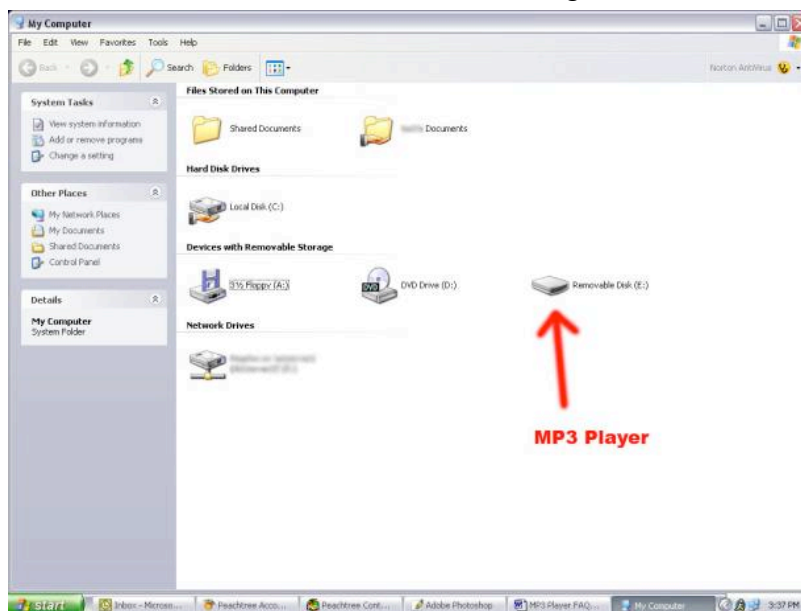 My Computer
File Edit View Favorites Tools Help
Back Search Folders
Norton AntiVirus
System Tasks
View system information
Add or remove programs
Change a setting
Other Places
My Network Places
My Documents
Shared Documents
Control Panel
Details
My Computer
System Folder
Files Stored on This Computer
Shared Documents
Documents
Hard Disk Drives
Local Disk (C:)
Devices with Removable Storage
3½ Floppy (A:)
DVD
DVD Drive (D:)
Removable Disk (E:)
Network Drives
MP3 Player
start
Inbox - Microso...
Peachtree Acco...
Peachtree Cont...
Adobe Photoshop
MP3 Player FAQ...
My Computer
3:37 PM